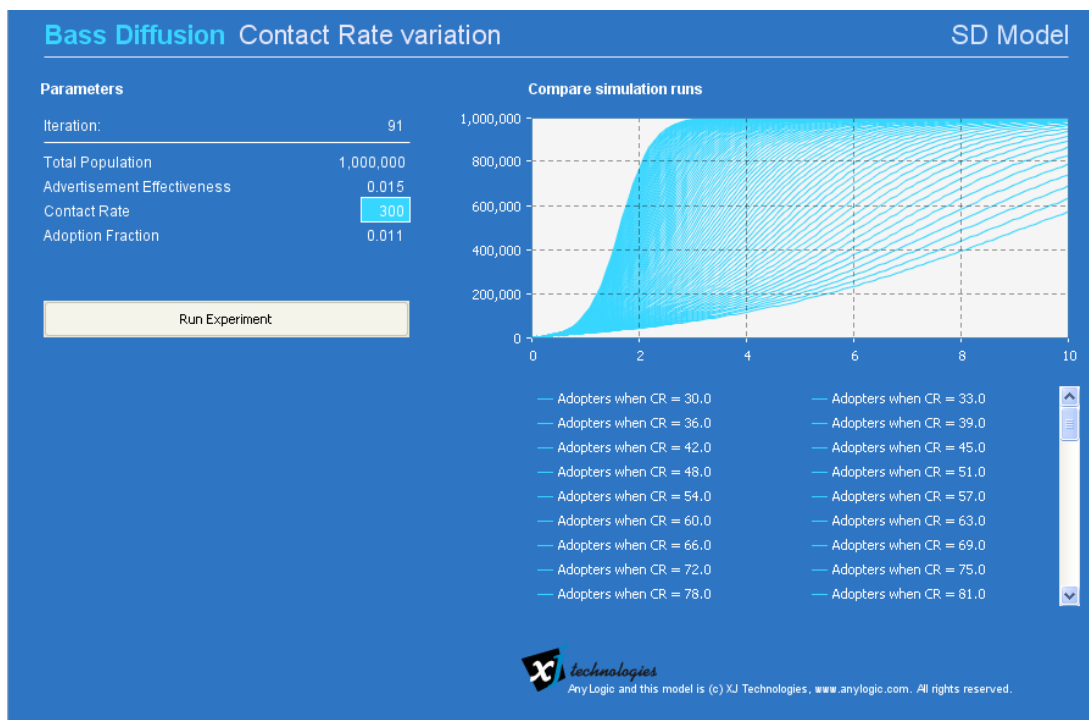 Bass Diffusion Contact Rate variation SD Model
Parameters
Iteration: 91
Total Population 1,000,000
Advertisement Effectiveness 0.015
Contact Rate 300
Adoption Fraction 0.011
Run Experiment
Compare simulation runs
1,000,000
800,000
600,000
400,000
200,000
0
0 2 4 6 8 10
Adopters when CR = 30.0 Adopters when CR = 33.0
Adopters when CR = 36.0 Adopters when CR = 39.0
Adopters when CR = 42.0 Adopters when CR = 45.0
Adopters when CR = 48.0 Adopters when CR = 51.0
Adopters when CR = 54.0 Adopters when CR = 57.0
Adopters when CR = 60.0 Adopters when CR = 63.0
Adopters when CR = 66.0 Adopters when CR = 69.0
Adopters when CR = 72.0 Adopters when CR = 75.0
Adopters when CR = 78.0 Adopters when CR = 81.0
xj technologies
AnyLogic and this model is (c) XJ Technologies, www.anylogic.com. All rights reserved.